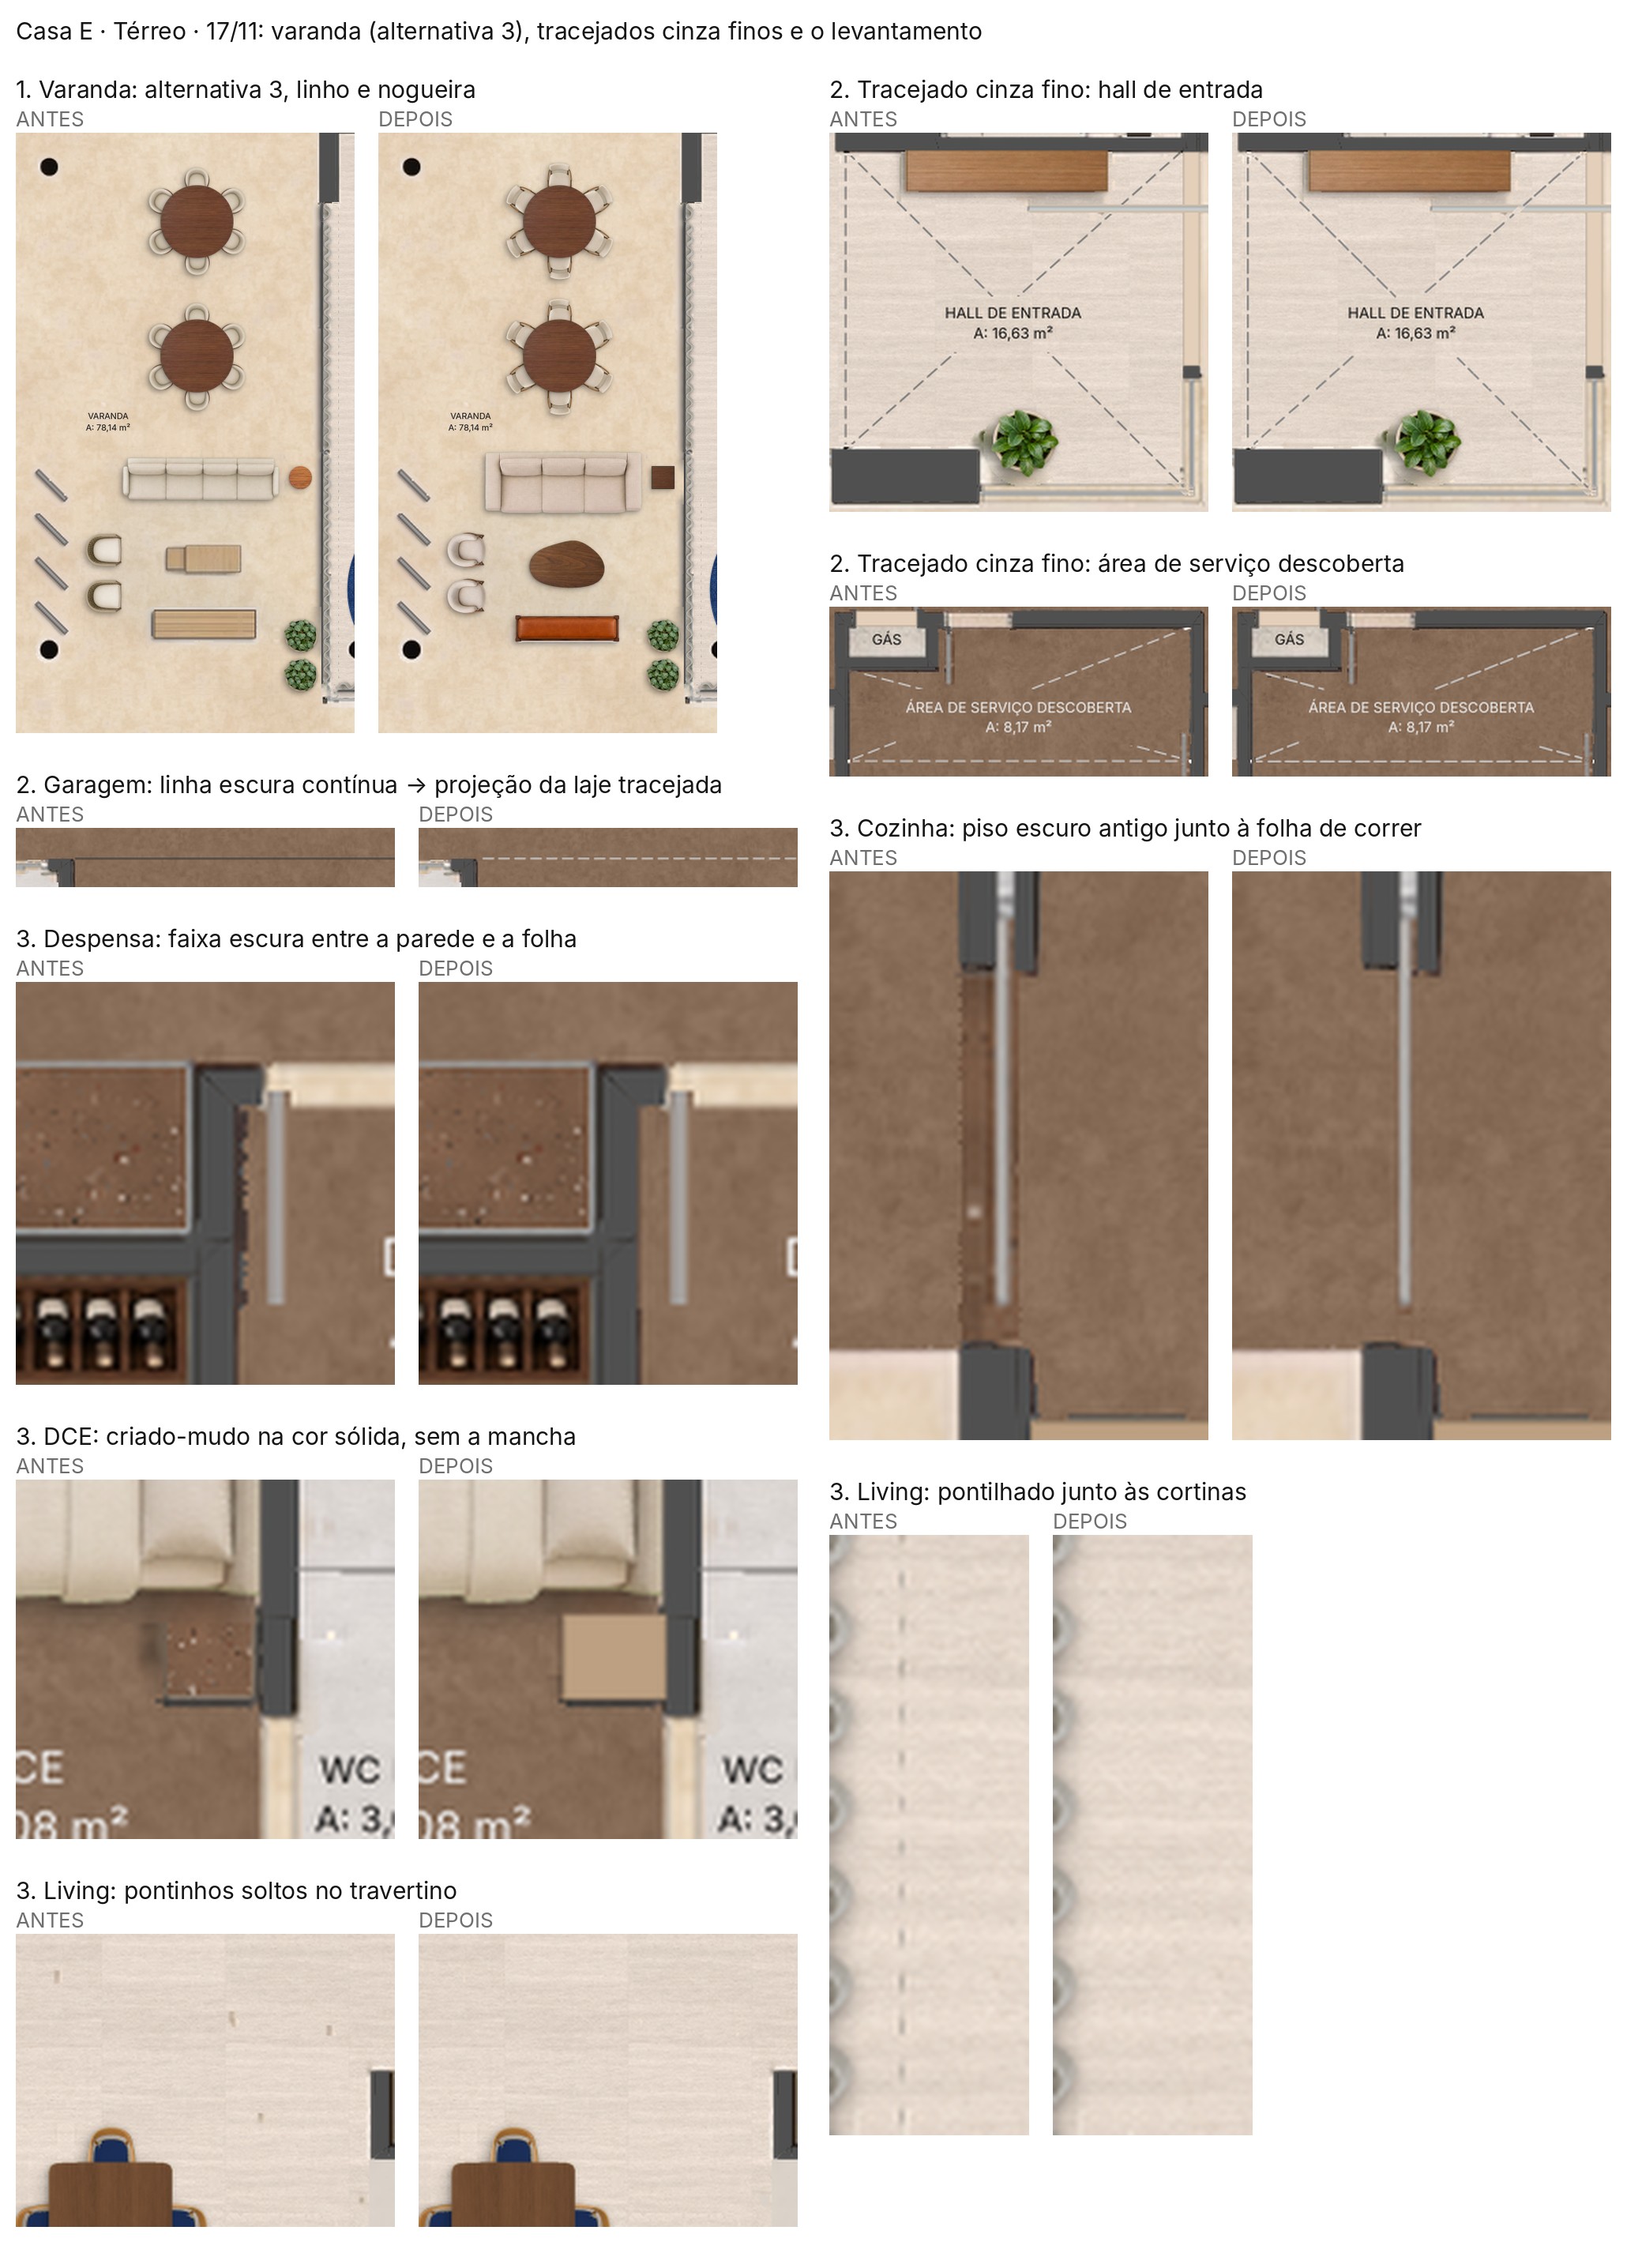 Casa E · Térreo · 17/11: varanda (alternativa 3), tracejados cinza finos e o levantamento
1. Varanda: alternativa 3, linho e nogueira
ANTES
DEPOIS
VARANDA
A: 78,14 m²
VARANDA
A: 78,14 m²
2. Garagem: linha escura contínua → projeção da laje tracejada
ANTES
DEPOIS
3. Despensa: faixa escura entre a parede e a folha
ANTES
DEPOIS
3. DCE: criado-mudo na cor sólida, sem a mancha
ANTES
DEPOIS
CE
08 m²
WC
A: 3,
CE
08 m²
WC
A: 3,
3. Living: pontinhos soltos no travertino
ANTES
DEPOIS
2. Tracejado cinza fino: hall de entrada
ANTES
DEPOIS
HALL DE ENTRADA
A: 16,63 m²
HALL DE ENTRADA
A: 16,63 m²
2. Tracejado cinza fino: área de serviço descoberta
ANTES
DEPOIS
GÁS
ÁREA DE SERVIÇO DESCOBERTA
A: 8,17 m²
GÁS
ÁREA DE SERVIÇO DESCOBERTA
A: 8,17 m²
3. Cozinha: piso escuro antigo junto à folha de correr
ANTES
DEPOIS
3. Living: pontilhado junto às cortinas
ANTES
DEPOIS